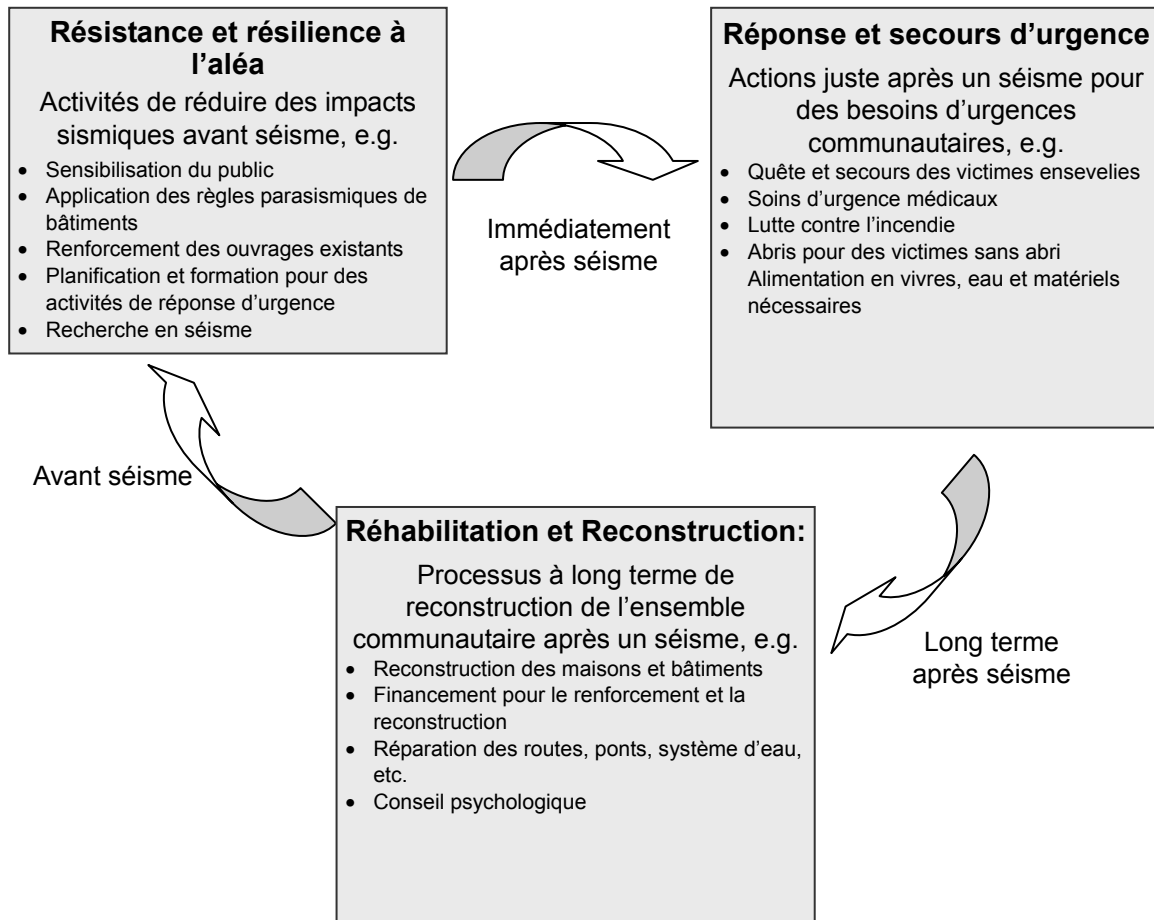 Résistance et résilience à
l’aléa
Activités de réduire des impacts
sismiques avant séisme, e.g.
• Sensibilisation du public
• Application des règles parasismiques de
bâtiments
• Renforcement des ouvrages existants
• Planification et formation pour des
activités de réponse d’urgence
• Recherche en séisme
Immédiatement
après séisme
Réponse et secours d’urgence
Actions juste après un séisme pour
des besoins d’urgences
communautaires, e.g.
• Quête et secours des victimes ensevelies
• Soins d’urgence médicaux
• Lutte contre l’incendie
• Abris pour des victimes sans abri
Alimentation en vivres, eau et matériels
nécessaires
Avant séisme
Réhabilitation et Reconstruction:
Processus à long terme de
reconstruction de l’ensemble
communautaire après un séisme, e.g.
• Reconstruction des maisons et bâtiments
• Financement pour le renforcement et la
reconstruction
• Réparation des routes, ponts, système d’eau,
etc.
• Conseil psychologique
Long terme
après séisme